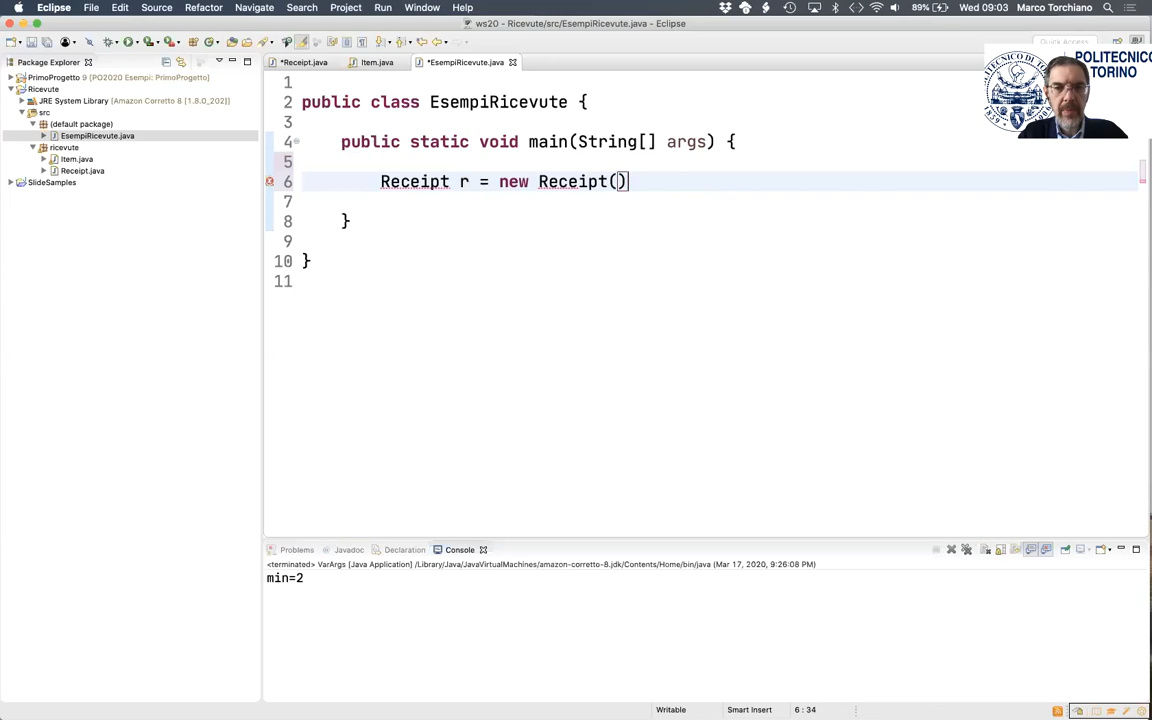 Eclipse File Edit Source Refactor Navigate Search Project Run Window Help 89% Wed 09:03 Marco Torchiano
ws20 - Ricevute/src/EsempiRicevute.java - Eclipse
Quick Access
Package Explorer
*Receipt.java Item.java *EsempiRicevute.java
POLITECNICO
DI TORINO
PrimoProgetto 9 [PO2020 Esempi: PrimoProgetto]
Ricevute
JRE System Library [Amazon Corretto 8 [1.8.0_202]]
src
(default package)
EsempiRicevute.java
ricevute
Item.java
Receipt.java
SlideSamples
1
2 public class EsempiRicevute {
3
4 public static void main(String[] args) {
5
6 Receipt r = new Receipt()
7
8 }
9
10 }
11
Problems Javadoc Declaration Console
<terminated> VarArgs [Java Application] /Library/Java/JavaVirtualMachines/amazon-corretto-8.jdk/Contents/Home/bin/java (Mar 17, 2020, 9:26:08 PM)
min=2
Writable Smart Insert 6 : 34